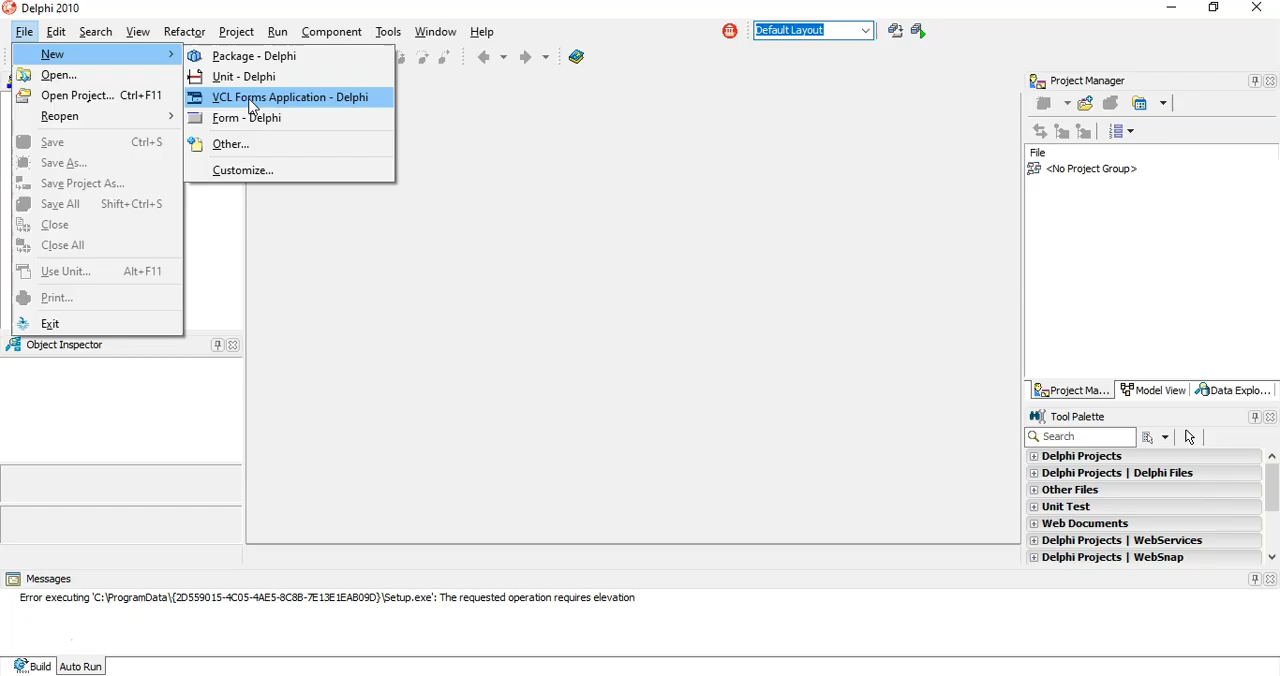 Delphi 2010
File Edit Search View Refactor Project Run Component Tools Window Help
Default Layout
New
Open...
Open Project... Ctrl+F11
Reopen
Save Ctrl+S
Save As...
Save Project As...
Save All Shift+Ctrl+S
Close
Close All
Use Unit... Alt+F11
Print...
Exit
Package - Delphi
Unit - Delphi
VCL Forms Application - Delphi
Form - Delphi
Other...
Customize...
Object Inspector
Project Manager
File
<No Project Group>
Project Ma... Model View Data Explo...
Tool Palette
Search
Delphi Projects
Delphi Projects | Delphi Files
Other Files
Unit Test
Web Documents
Delphi Projects | WebServices
Delphi Projects | WebSnap
Messages
Error executing 'C:\ProgramData\{2D559015-4C05-4AE5-8C8B-7E13E1EAB09D}\Setup.exe': The requested operation requires elevation
Build Auto Run